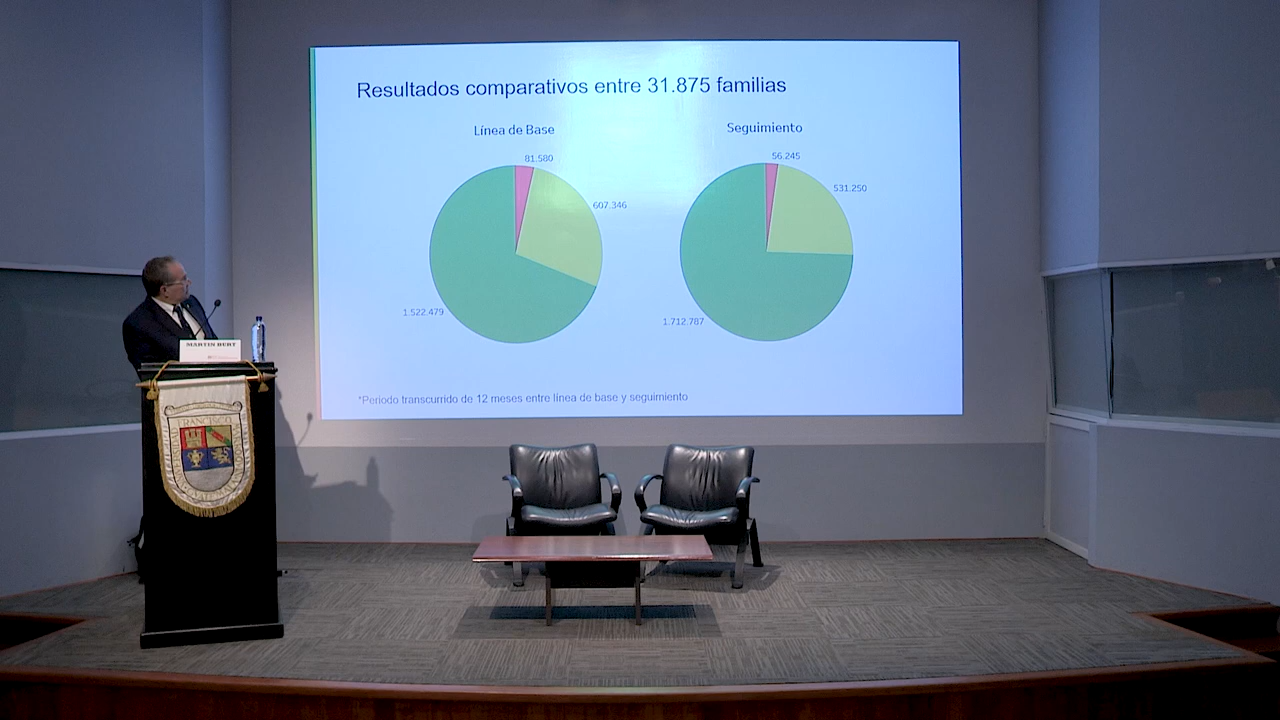 Resultados comparativos entre 31.875 familias
Línea de Base
Seguimiento
81.580
607.346
1.522.479
56.245
531.250
1.712.787
*Periodo transcurrido de 12 meses entre línea de base y seguimiento
MARTIN BURT
FRANCISCO